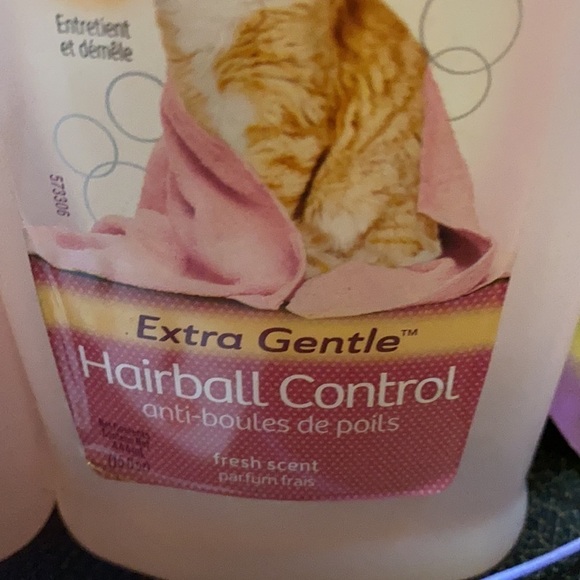 Entretient
et démêle
573306
Extra Gentle™
Hairball Control
anti-boules de poils
fresh scent
parfum frais